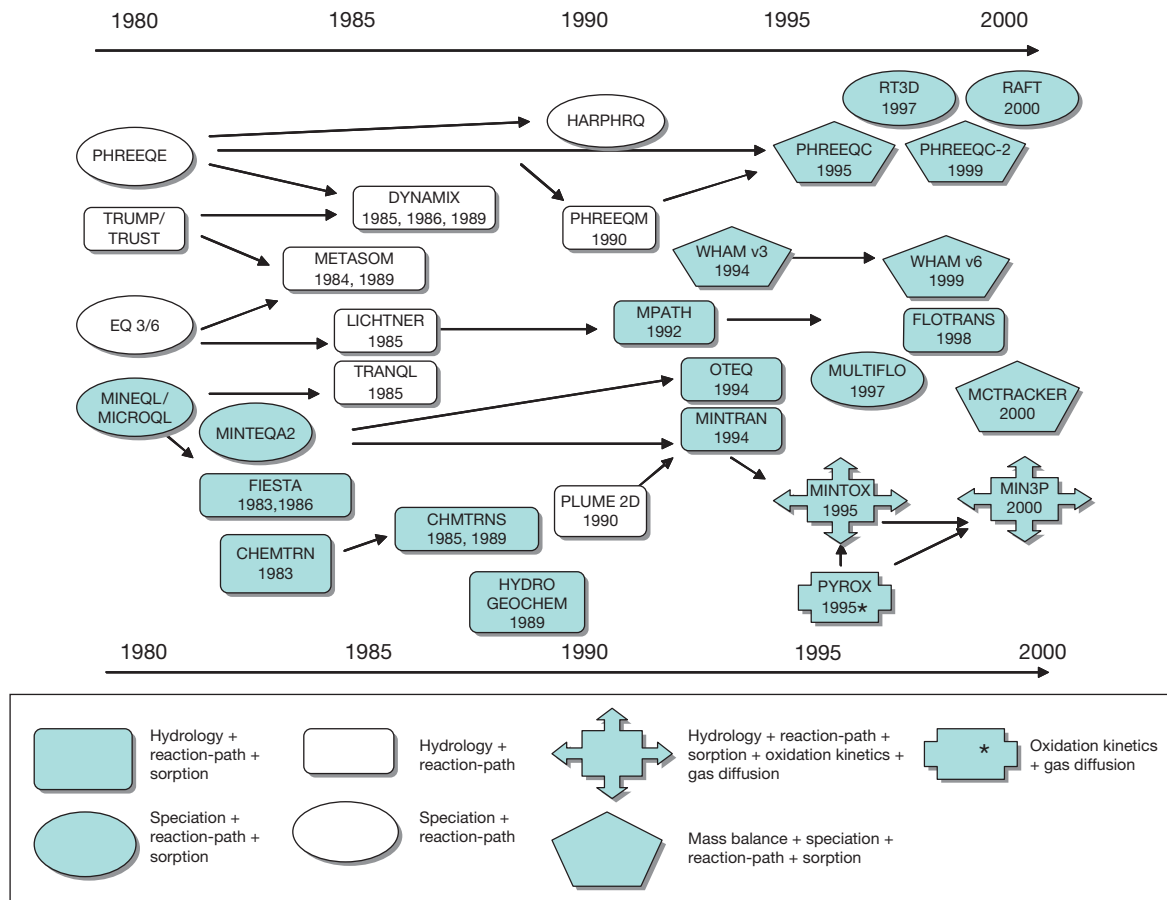 1980 1985 1990 1995 2000
RT3D
1997
RAFT
2000
HARPHRQ
PHREEQE
PHREEQC
1995
PHREEQC-2
1999
DYNAMIX
1985, 1986, 1989
TRUMP/
TRUST
PHREEQM
1990
METASOM
1984, 1989
WHAM v3
1994
WHAM v6
1999
EQ 3/6
LICHTNER
1985
MPATH
1992
FLOTRANS
1998
TRANQL
1985
OTEQ
1994
MULTIFLO
1997
MCTRACKER
2000
MINEQL/
MICROQL
MINTEQA2
MINTRAN
1994
FIESTA
1983,1986
PLUME 2D
1990
MINTOX
1995
MIN3P
2000
CHMTRNS
1985, 1989
CHEMTRN
1983
HYDRO
GEOCHEM
1989
PYROX
1995*
1980 1985 1990 1995 2000
Hydrology +
reaction-path +
sorption
Hydrology +
reaction-path
Hydrology + reaction-path +
sorption + oxidation kinetics +
gas diffusion
*
Oxidation kinetics
+ gas diffusion
Speciation +
reaction-path +
sorption
Speciation +
reaction-path
Mass balance + speciation +
reaction-path + sorption